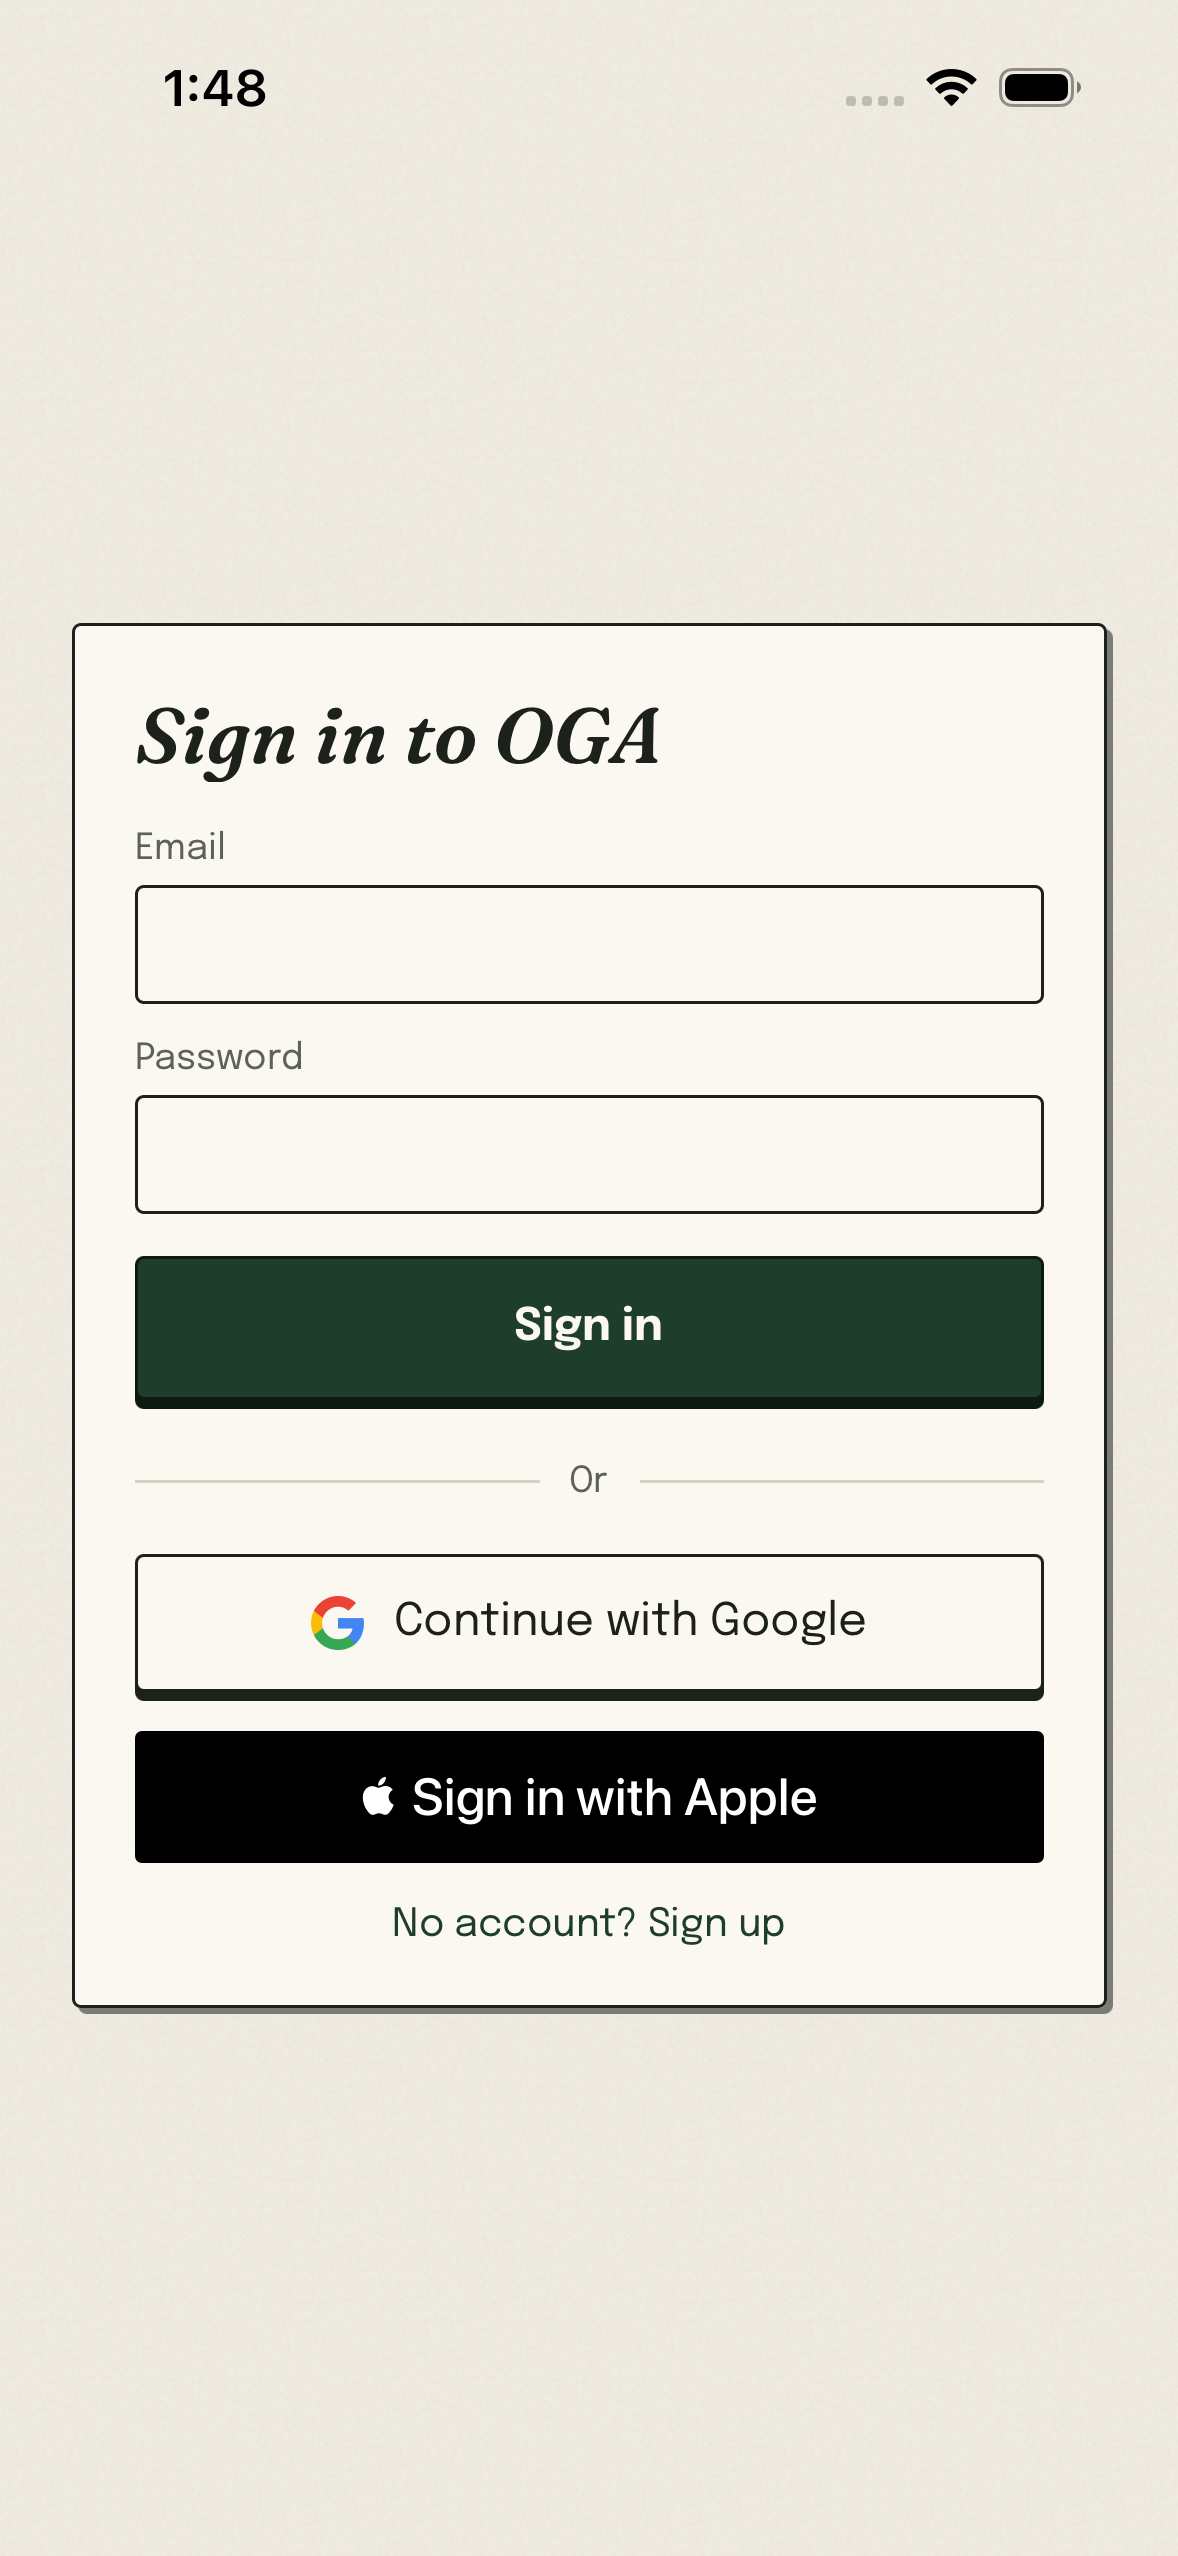 1:48
Sign in to OGA
Email
Password
Sign in
Or
Continue with Google
Sign in with Apple
No account? Sign up